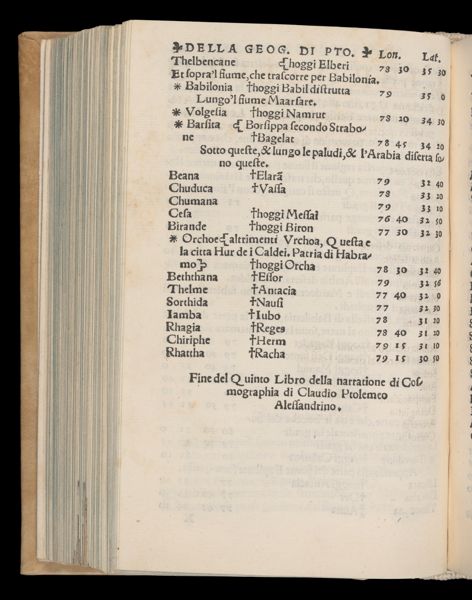 DELLA GEOG. DI PTO. Lon. Lat.
Thelbencane hoggi Elberi 78 30 35 30
Et sopra'l fiume, che trascorre per Babilonia.
* Babilonia †hoggi Babil distrutta 79 35 0
Lungo'l fiume Maarsare.
* Volgesia †hoggi Namrut 78 20 34 30
* Barsita Borsippa secondo Strabo-
ne †Bagelat 78 45 34 20
Sotto queste, & lungo le paludi, & l'Arabia diserta so
no queste.
Beana †Elarā 79 32 40
Chuduca †Vassa 78 33 20
Chumana 79 33 10
Cesa †hoggi Messal 76 40 32 50
Birande †hoggi Biron 77 30 32 30
* Orchoe altrimenti Vrchoa, Questa e
la citta Hur de i Caldei. Patria di Habra-
mo †hoggi Orcha 78 30 32 40
Beththana †Essor 79 32 56
Thelme †Antacia 77 40 32 0
Sorthida †Nausi 77 32 30
Iamba †Iubo 78 31 20
Rhagia †Reges 78 40 31 20
Chiriphe †Herm 79 15 31 10
Rhattha †Racha 79 15 30 50
Fine del Quinto Libro della narratione di Cos-
mographia di Claudio Ptolemeo
Alessandrino.